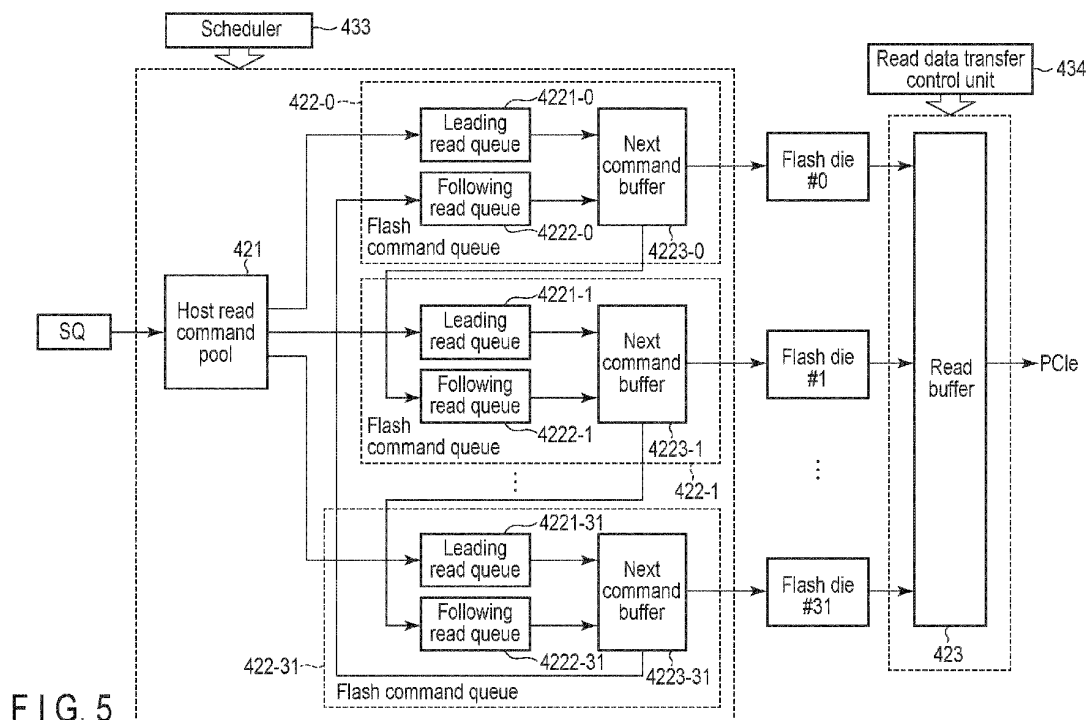 Scheduler
433
Read data transfer
control unit
434
422-0
4221-0
Leading
read queue
Next
command
buffer
Flash die
#0
Following
read queue
Flash
command queue
4222-0
4223-0
421
Host read
command
pool
SQ
4221-1
Leading
read queue
Next
command
buffer
Flash die
#1
Read
buffer
PCIe
Following
read queue
Flash
command queue
4222-1
4223-1
422-1
4221-31
Leading
read queue
Next
command
buffer
Flash die
#31
Following
read queue
422-31
4222-31
4223-31
Flash command queue
423
FIG. 5